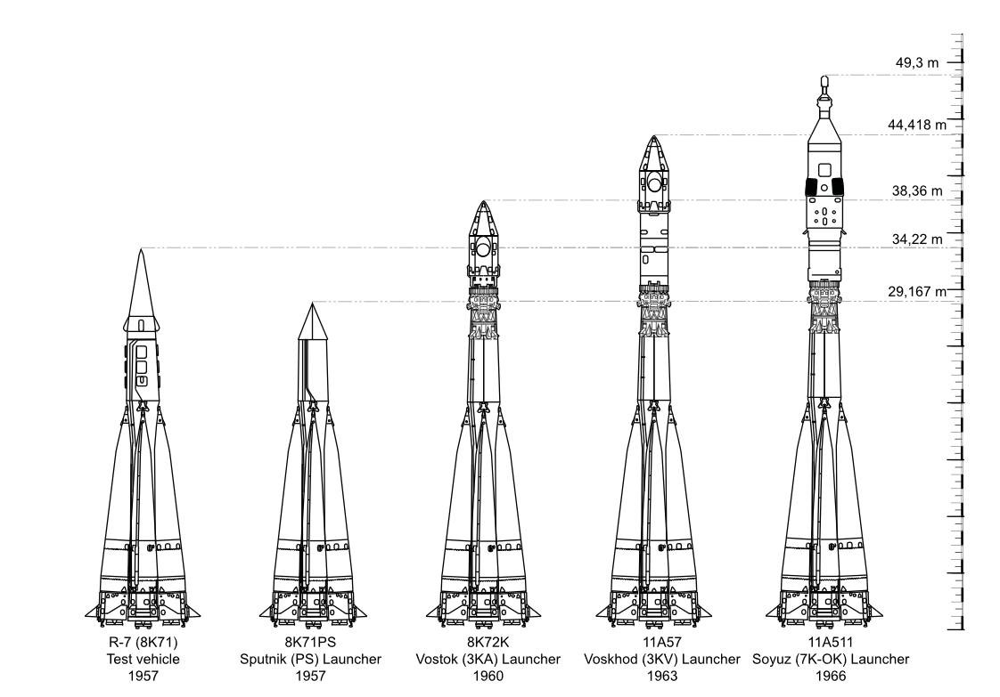 49,3 m
44,418 m
38,36 m
34,22 m
29,167 m
R-7 (8K71)
Test vehicle
1957
8K71PS
Sputnik (PS) Launcher
1957
8K72K
Vostok (3KA) Launcher
1960
11A57
Voskhod (3KV) Launcher
1963
11A511
Soyuz (7K-OK) Launcher
1966